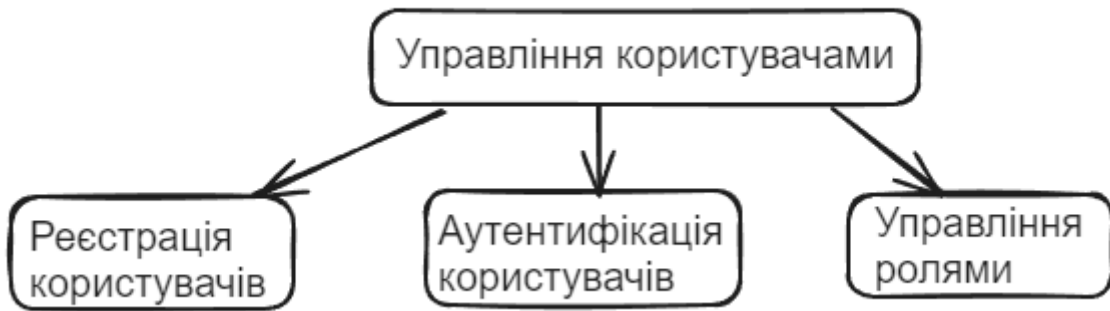 Управління користувачами
Реєстрація
користувачів
Аутентифікація
користувачів
Управління
ролями